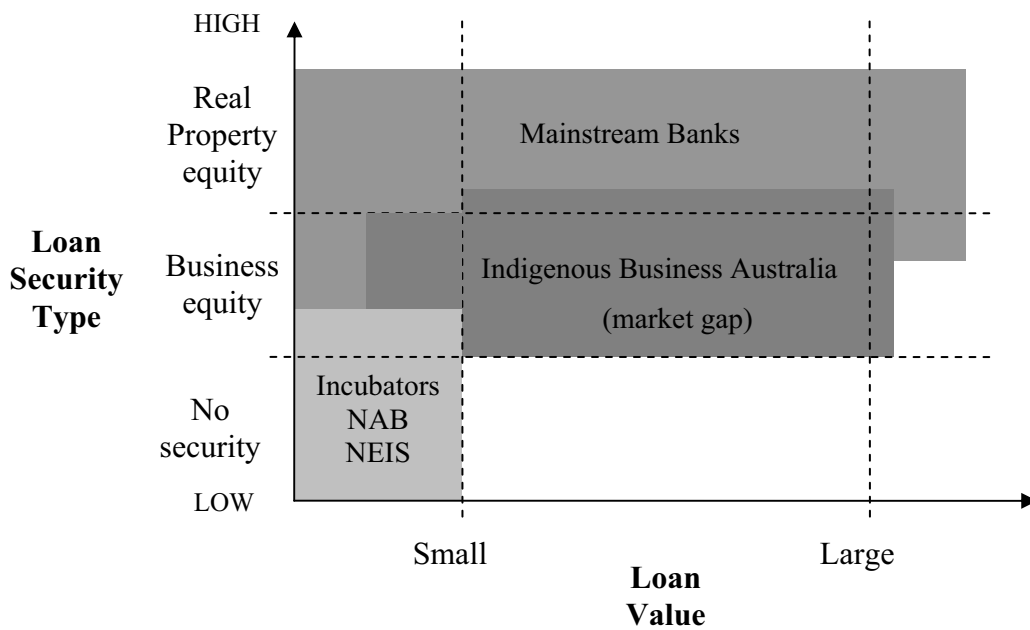 HIGH
Real
Property
equity
Mainstream Banks
Loan
Security
Type
Business
equity
Indigenous Business Australia
(market gap)
No
security
Incubators
NAB
NEIS
LOW
Small
Large
Loan
Value